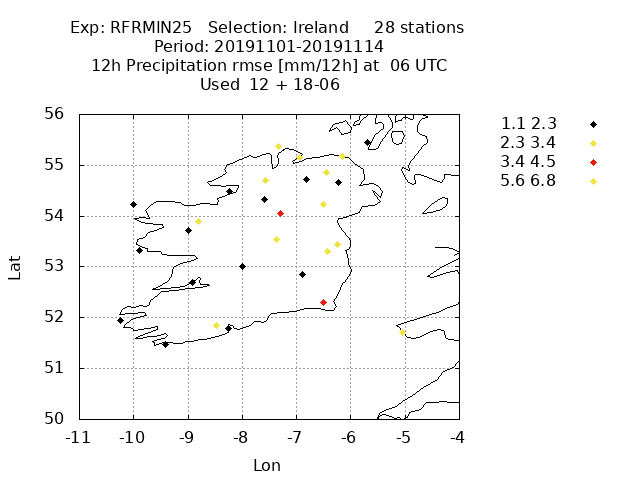 Exp: RFRMIN25   Selection: Ireland     28 stations
Period: 20191101-20191114
12h Precipitation rmse [mm/12h] at  06 UTC
Used  12 + 18-06
1.1 2.3
2.3 3.4
3.4 4.5
5.6 6.8
56
55
54
53
52
51
50
Lat
-11 -10 -9 -8 -7 -6 -5 -4
Lon